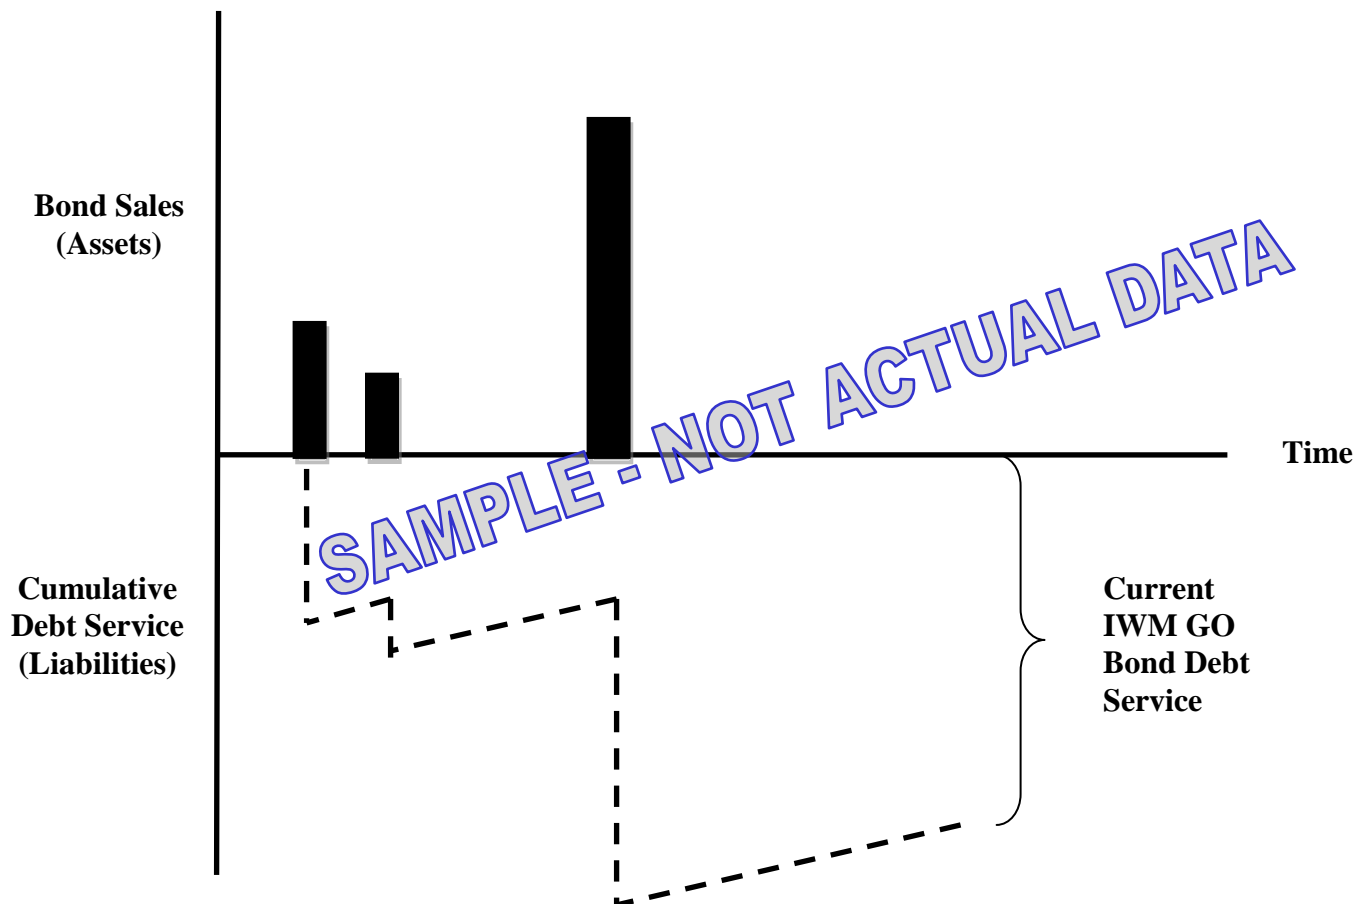 Bond Sales
(Assets)
SAMPLE - NOT ACTUAL DATA
Time
Cumulative
Debt Service
(Liabilities)
Current
IWM GO
Bond Debt
Service